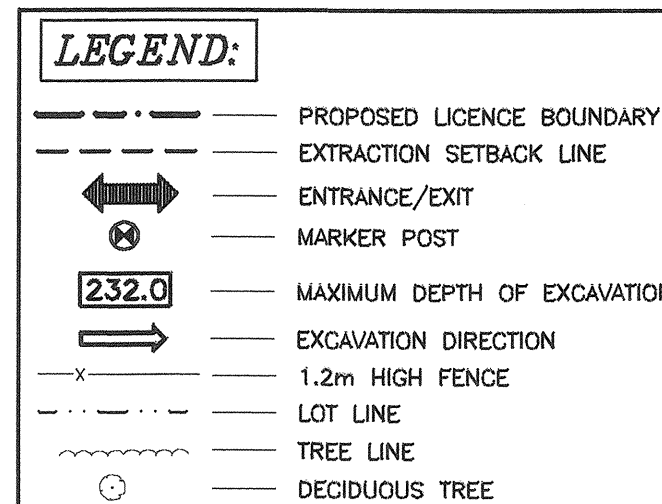 LEGEND:
PROPOSED LICENCE BOUNDARY
EXTRACTION SETBACK LINE
ENTRANCE/EXIT
MARKER POST
232.0 MAXIMUM DEPTH OF EXCAVATIO
EXCAVATION DIRECTION
x 1.2m HIGH FENCE
LOT LINE
TREE LINE
DECIDUOUS TREE